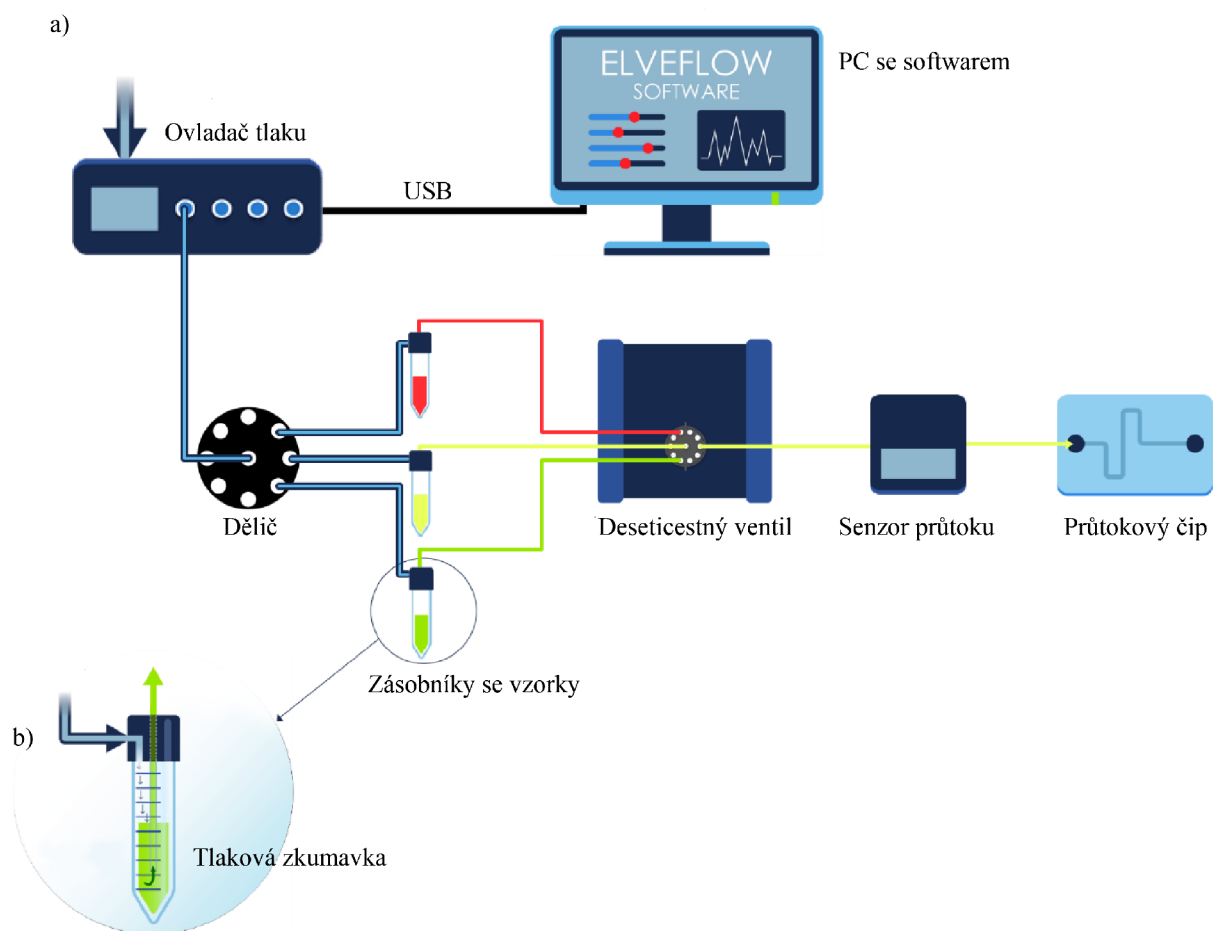 a)
ELVEFLOW
SOFTWARE
PC se softwarem
Ovladač tlaku
USB
Dělič
Deseticestný ventil
Senzor průtoku
Průtokový čip
Zásobníky se vzorky
b)
Tlaková zkumavka